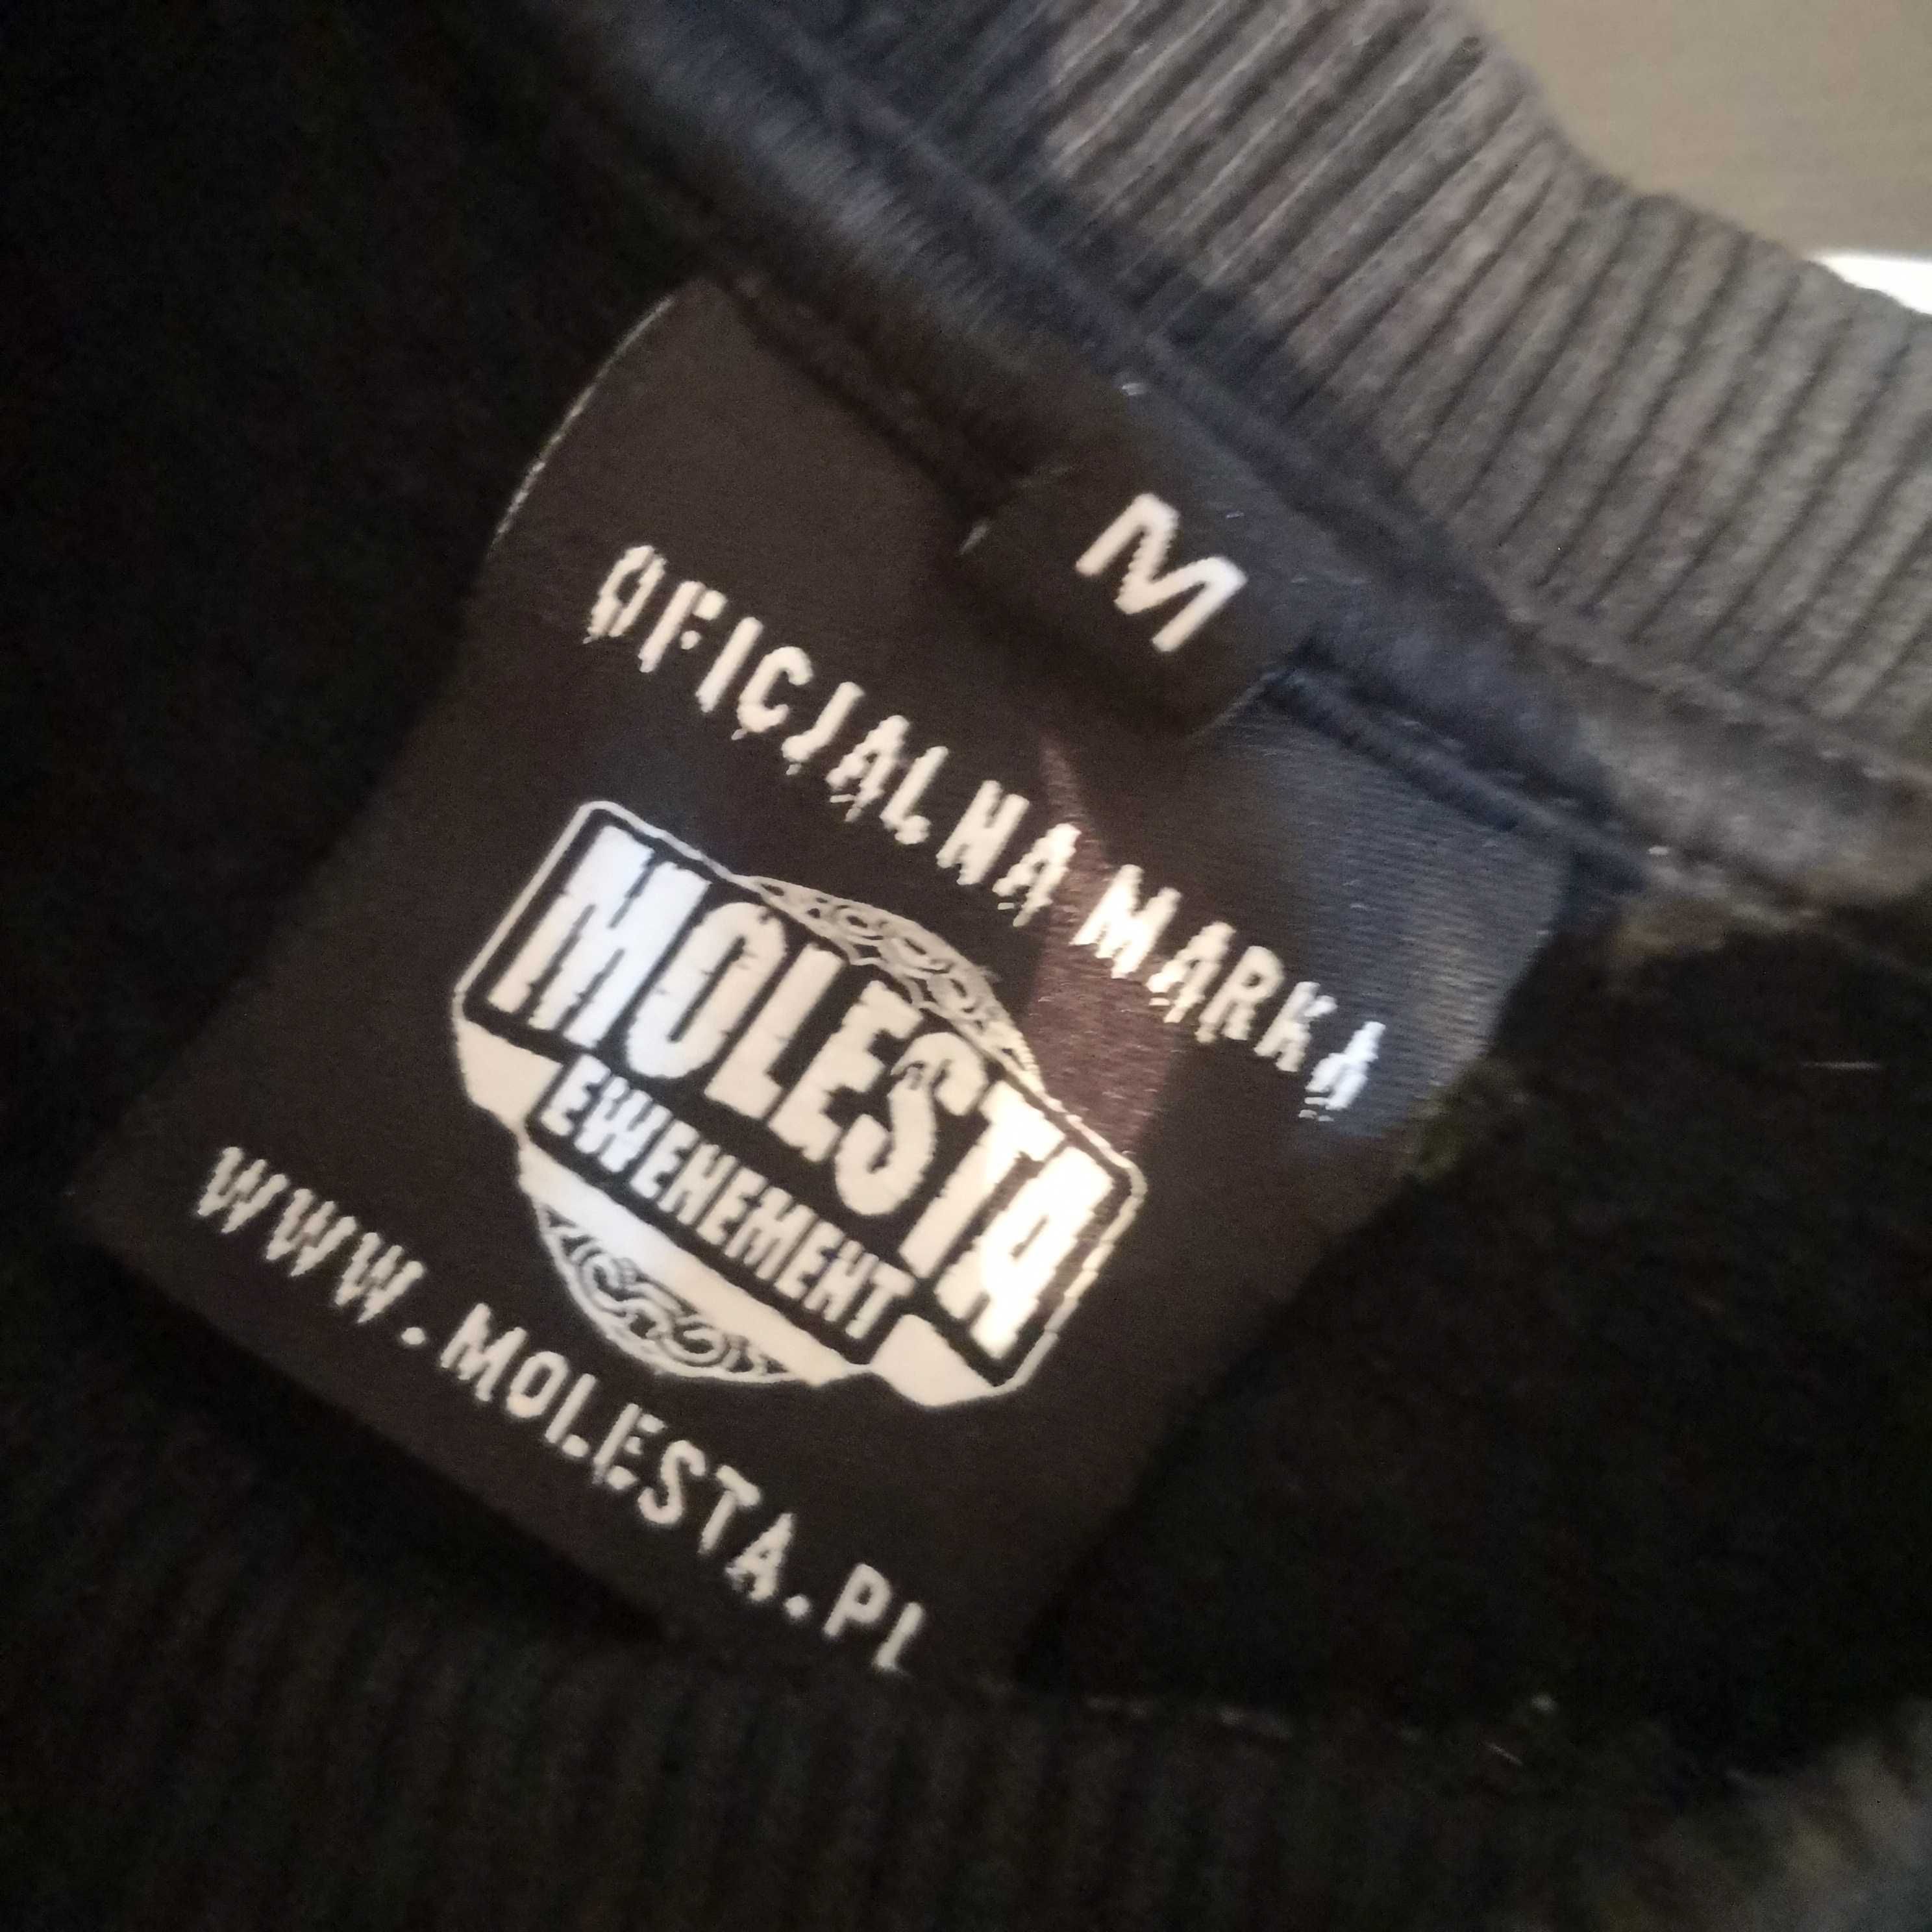 M
OFICJALNA MARKA
MOLESTA
EWENEMENT
WWW.MOLESTA.PL